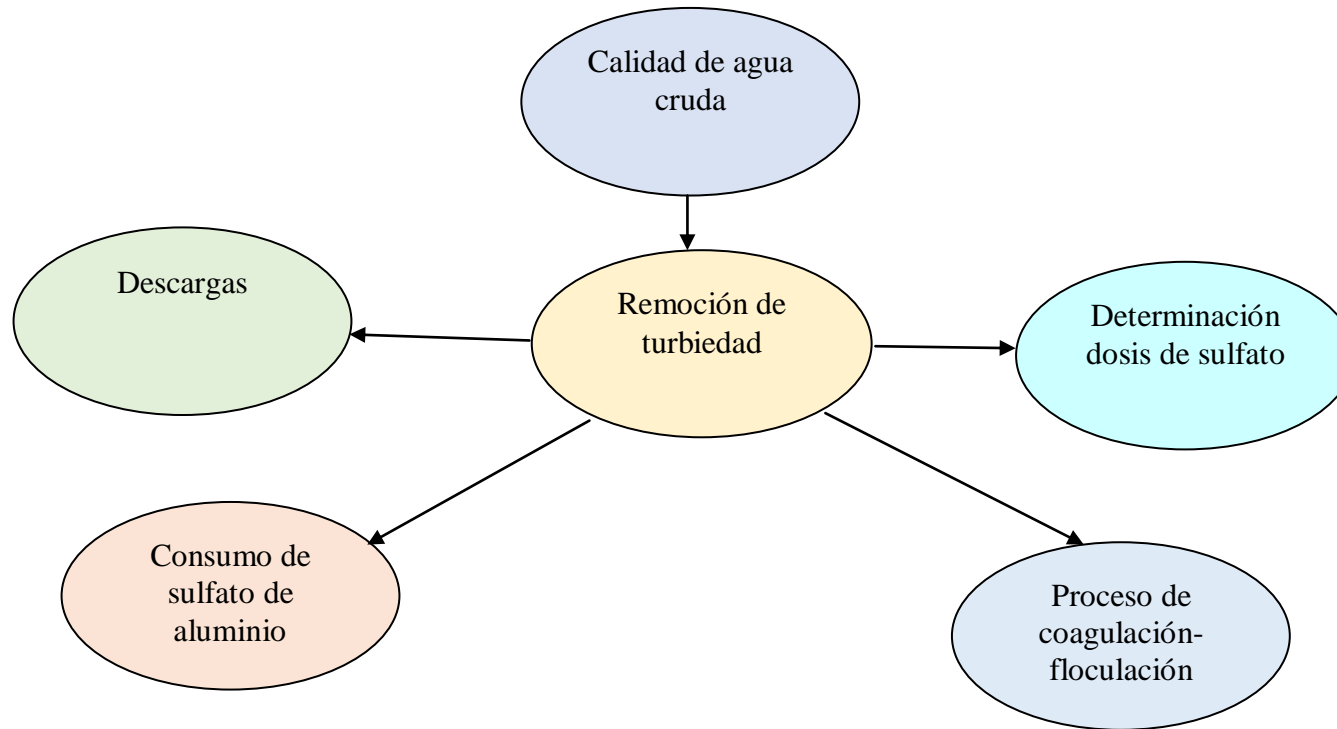 Calidad de agua
cruda
Descargas
Remoción de
turbiedad
Determinación
dosis de sulfato
Consumo de
sulfato de
aluminio
Proceso de
coagulación-
floculación